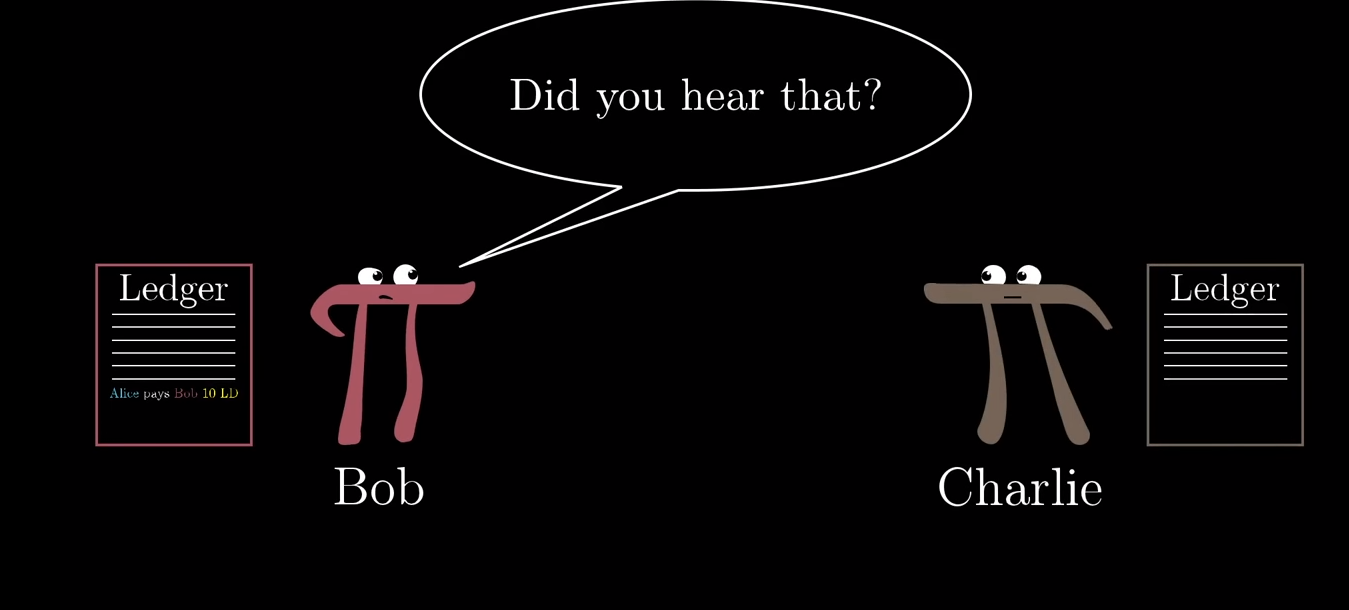 Did you hear that?
Ledger
Alice pays Bob 10 LD
Ledger
Bob
Charlie